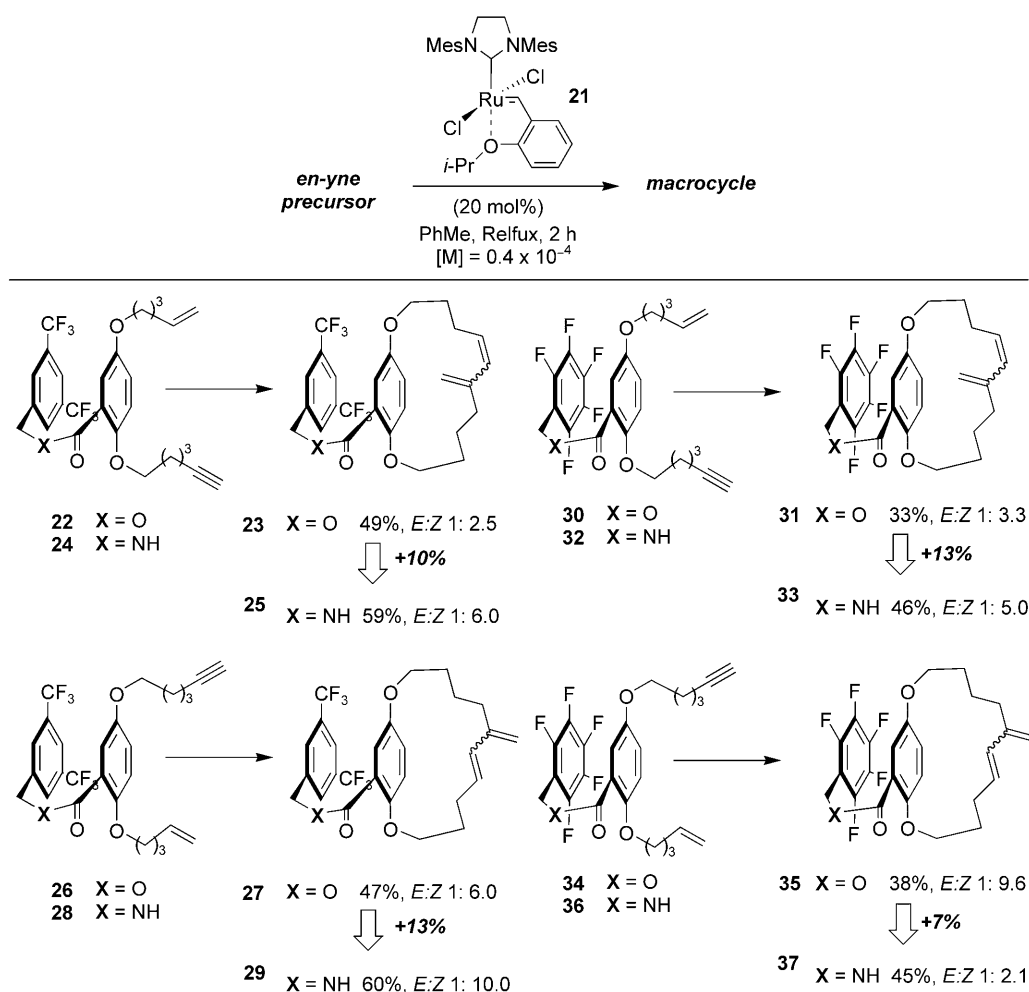 Mes N N Mes
Cl
Ru 21
Cl
O
i-Pr
en-yne
precursor
macrocycle
(20 mol%)
PhMe, Relfux, 2 h
[M] = 0.4 x 10⁻⁴
CF₃ O ( )₃ CF₃ O
CF₃ CF₃
X O O ( )₃ X O O
22 X = O
24 X = NH
23 X = O 49%, E:Z 1: 2.5
+10%
25 X = NH 59%, E:Z 1: 6.0
F F F F F O ( )₃ F F F F F O
X O O ( )₃ X O O
30 X = O
32 X = NH
31 X = O 33%, E:Z 1: 3.3
+13%
33 X = NH 46%, E:Z 1: 5.0
CF₃ O ( )₃ CF₃ O
CF₃ CF₃
X O O ( )₃ X O O
26 X = O
28 X = NH
27 X = O 47%, E:Z 1: 6.0
+13%
29 X = NH 60%, E:Z 1: 10.0
F F F F F O ( )₃ F F F F F O
X O O ( )₃ X O O
34 X = O
36 X = NH
35 X = O 38%, E:Z 1: 9.6
+7%
37 X = NH 45%, E:Z 1: 2.1